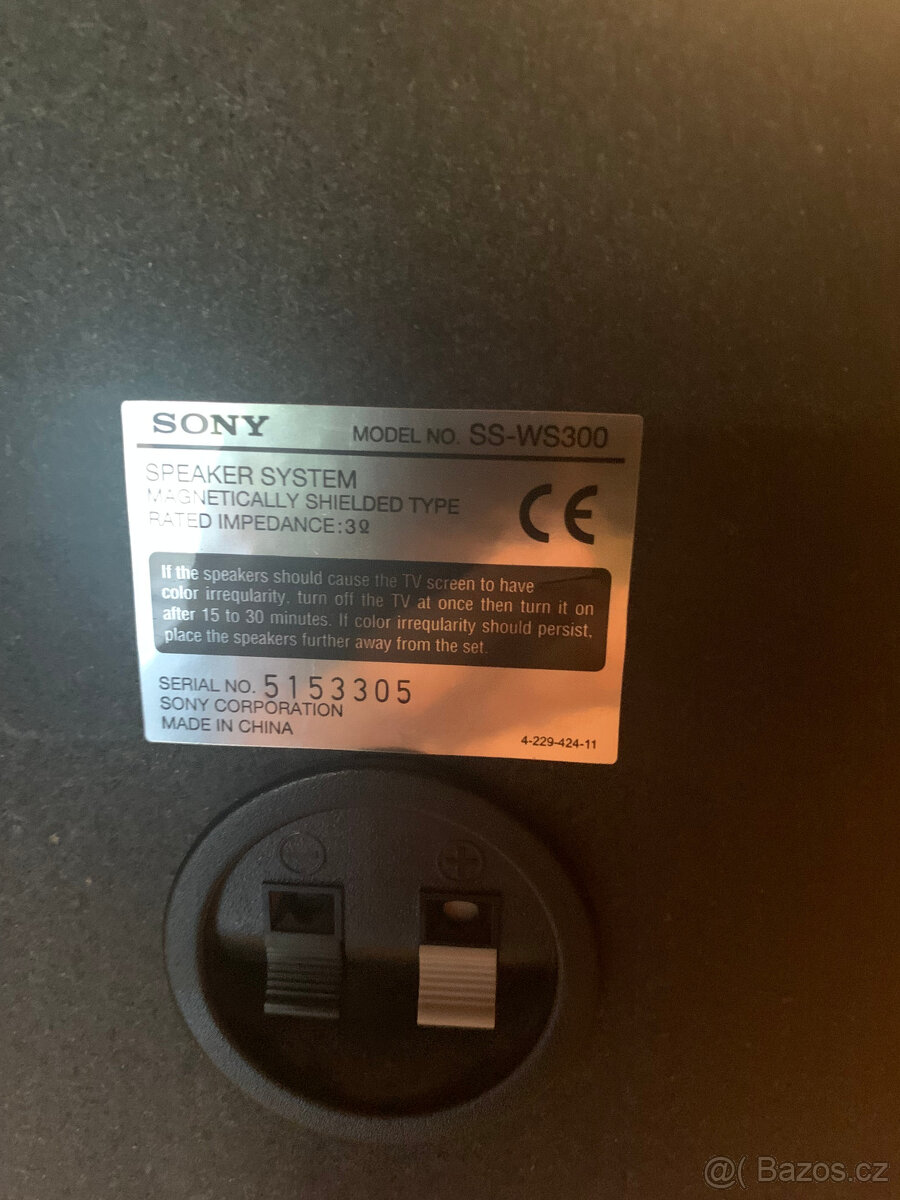 SONY MODEL NO. SS-WS300
SPEAKER SYSTEM
MAGNETICALLY SHIELDED TYPE
RATED IMPEDANCE:3Ω
CE
If the speakers should cause the TV screen to have
color irreqularity, turn off the TV at once then turn it on
after 15 to 30 minutes. If color irreqularity should persist,
place the speakers further away from the set.
SERIAL NO. 5153305
SONY CORPORATION
MADE IN CHINA
4-229-424-11
- +
@( Bazos.cz